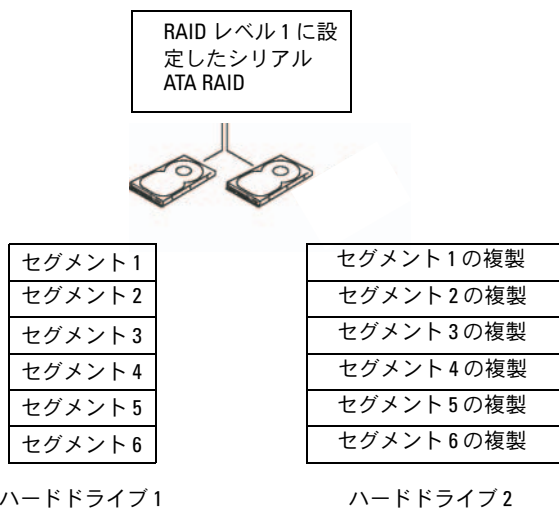 RAID レベル 1 に設
定したシリアル
ATA RAID
セグメント 1
セグメント 2
セグメント 3
セグメント 4
セグメント 5
セグメント 6
セグメント 1 の複製
セグメント 2 の複製
セグメント 3 の複製
セグメント 4 の複製
セグメント 5 の複製
セグメント 6 の複製
ハードドライブ 1
ハードドライブ 2